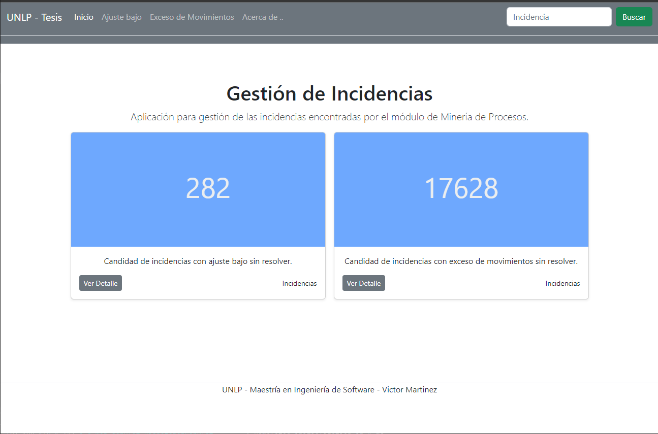 UNLP - Tesis Inicio Ajuste bajo Exceso de Movimientos Acerca de .. Incidencia Buscar
Gestión de Incidencias
Aplicación para gestión de las incidencias encontradas por el módulo de Minería de Procesos.
282
Candidad de incidencias con ajuste bajo sin resolver.
Ver Detalle Incidencias
17628
Candidad de incidencias con exceso de movimientos sin resolver.
Ver Detalle Incidencias
UNLP - Maestría en Ingeniería de Software - Víctor Martínez